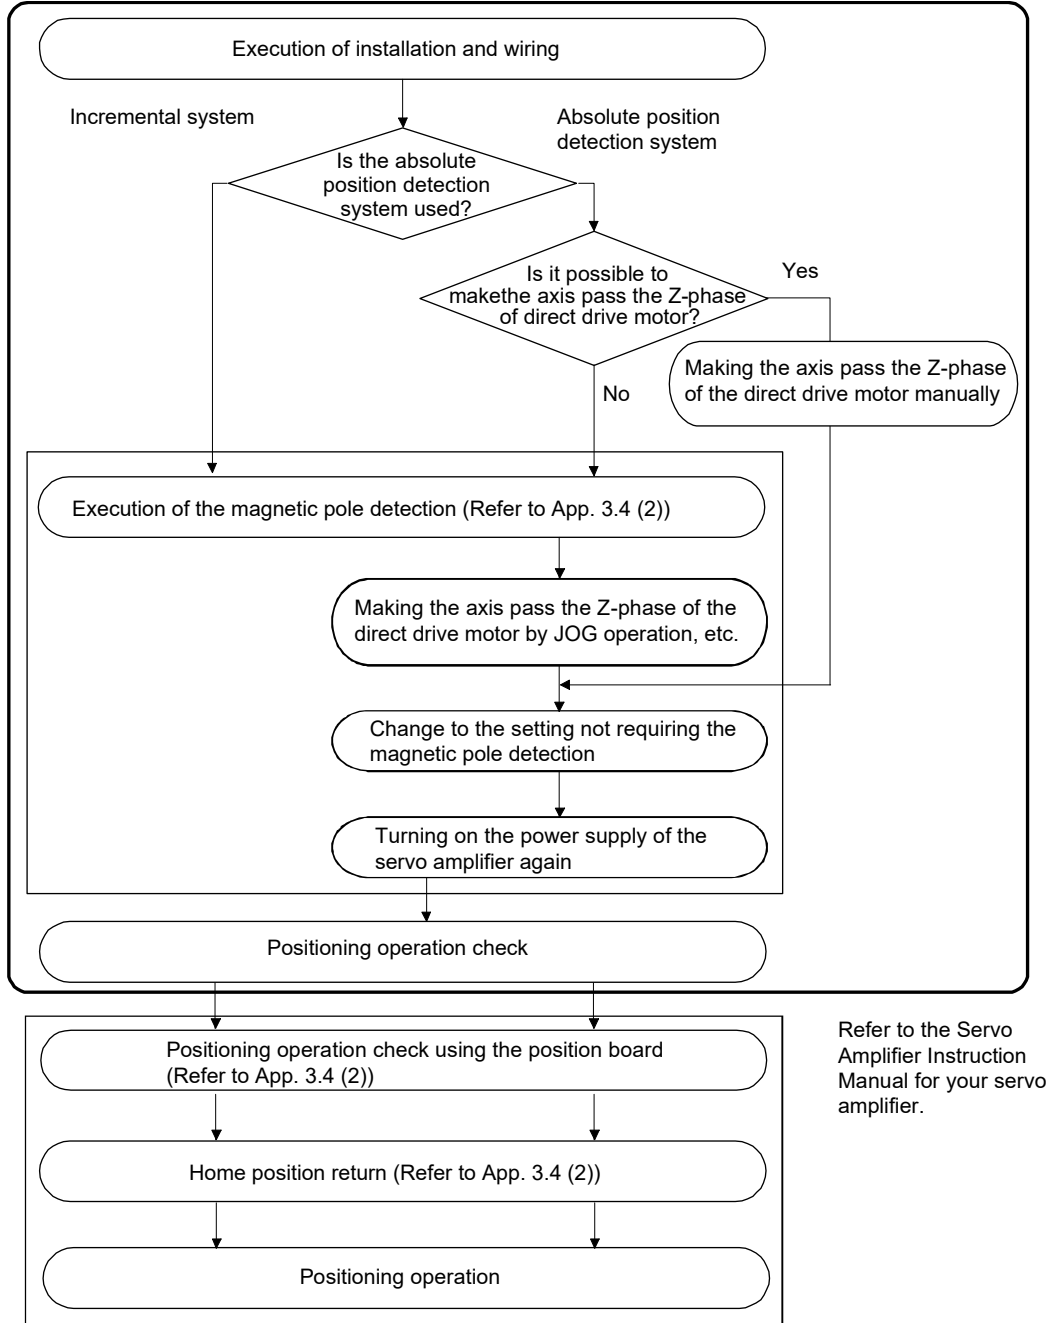 Execution of installation and wiring
Incremental system
Absolute position
detection system
Is the absolute
position detection
system used?
Is it possible to
makethe axis pass the Z-phase
of direct drive motor?
Yes
Making the axis pass the Z-phase
of the direct drive motor manually
No
Execution of the magnetic pole detection (Refer to App. 3.4 (2))
Making the axis pass the Z-phase of the
direct drive motor by JOG operation, etc.
Change to the setting not requiring the
magnetic pole detection
Turning on the power supply of the
servo amplifier again
Positioning operation check
Refer to the Servo
Amplifier Instruction
Manual for your servo
amplifier.
Positioning operation check using the position board
(Refer to App. 3.4 (2))
Home position return (Refer to App. 3.4 (2))
Positioning operation